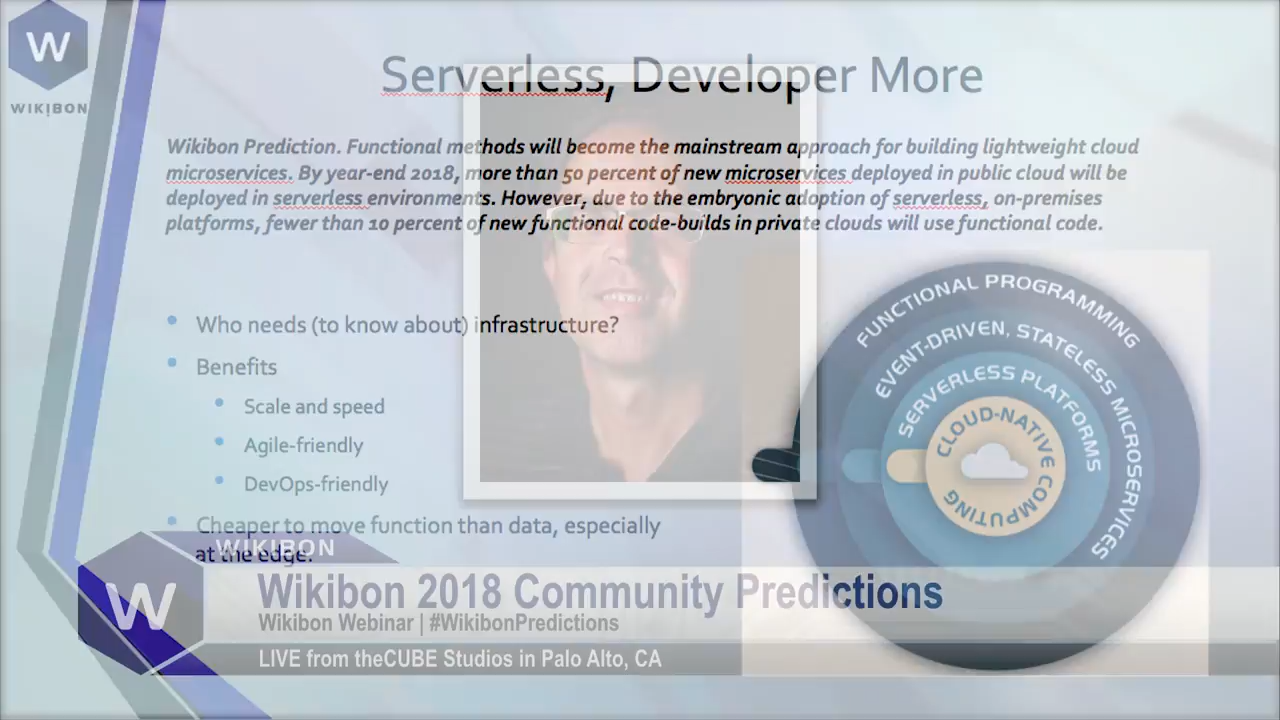 W
WIKIBON
Serverless, Developer More
Wikibon Prediction. Functional methods will become the mainstream approach for building lightweight cloud
microservices. By year-end 2018, more than 50 percent of new microservices deployed in public cloud will be
deployed in serverless environments. However, due to the embryonic adoption of serverless, on-premises
platforms, fewer than 10 percent of new functional code-builds in private clouds will use functional code.
• Who needs (to know about) infrastructure?
• Benefits
• Scale and speed
• Agile-friendly
• DevOps-friendly
• Cheaper to move function than data, especially
at the edge.
FUNCTIONAL PROGRAMMING
EVENT-DRIVEN, STATELESS MICROSERVICES
SERVERLESS PLATFORMS
CLOUD-NATIVE COMPUTING
WIKIBON
W
Wikibon 2018 Community Predictions
Wikibon Webinar | #WikibonPredictions
LIVE from theCUBE Studios in Palo Alto, CA